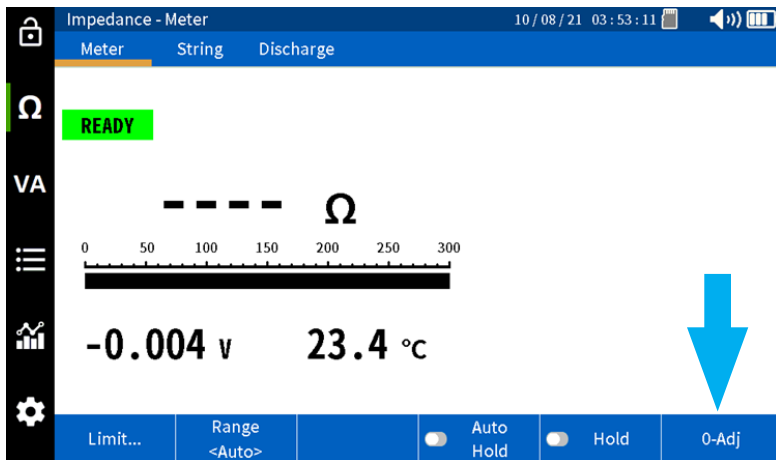 Impedance - Meter 10/08/21 03:53:11
Meter String Discharge
Ω
READY
VA
---- Ω
0 50 100 150 200 250 300
-0.004 V 23.4 °C
Limit... Range <Auto> Auto Hold Hold 0-Adj